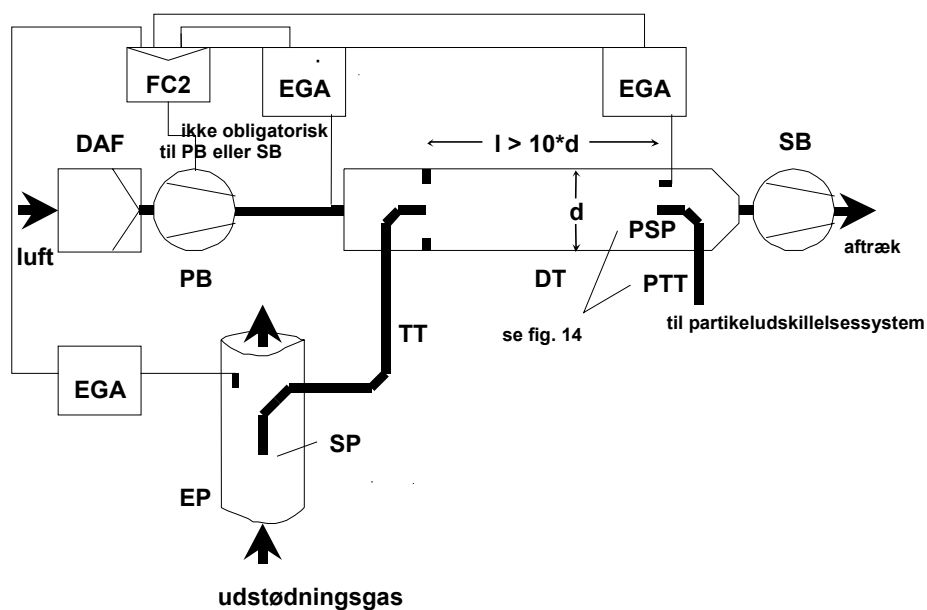 FC2
EGA
EGA
ikke obligatorisk
til PB eller SB
DAF
l > 10*d
SB
d
PSP
luft
PB
DT
PTT
aftræk
TT
se fig. 14
til partikeludskillelsessystem
EGA
SP
EP
udstødningsgas